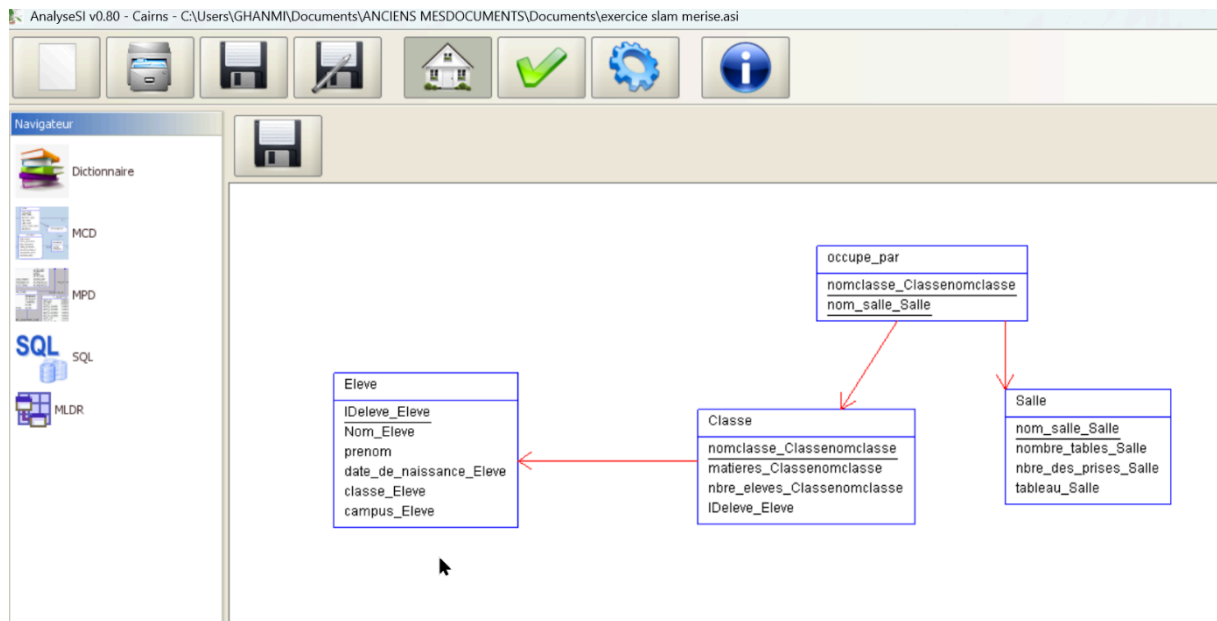 AnalyseSI v0.80 - Cairns - C:\Users\GHANMI\Documents\ANCIENS MESDOCUMENTS\Documents\exercice slam merise.asi
Navigateur
Dictionnaire
MCD
MPD
SQL
SQL
MLDR
occupe_par
nomclasse_Classenomclasse
nom_salle_Salle
Eleve
IDeleve_Eleve
Nom_Eleve
prenom
date_de_naissance_Eleve
classe_Eleve
campus_Eleve
Classe
nomclasse_Classenomclasse
matieres_Classenomclasse
nbre_eleves_Classenomclasse
IDeleve_Eleve
Salle
nom_salle_Salle
nombre_tables_Salle
nbre_des_prises_Salle
tableau_Salle